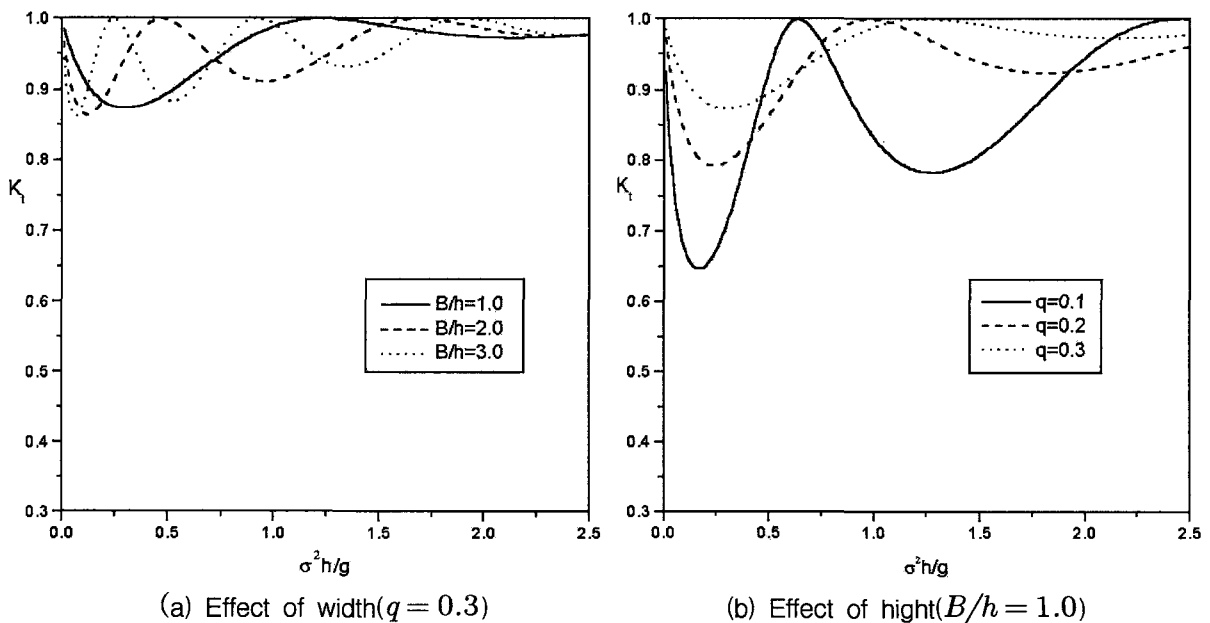 1.0
0.9
0.8
K_t
0.7
0.6
0.5
0.4
0.3
B/h=1.0
B/h=2.0
B/h=3.0
0.0 0.5 1.0 1.5 2.0 2.5
σ²h/g
(a) Effect of width(q = 0.3)
1.0
0.9
0.8
K_t
0.7
0.6
0.5
0.4
0.3
q=0.1
q=0.2
q=0.3
0.0 0.5 1.0 1.5 2.0 2.5
σ²h/g
(b) Effect of hight(B/h = 1.0)